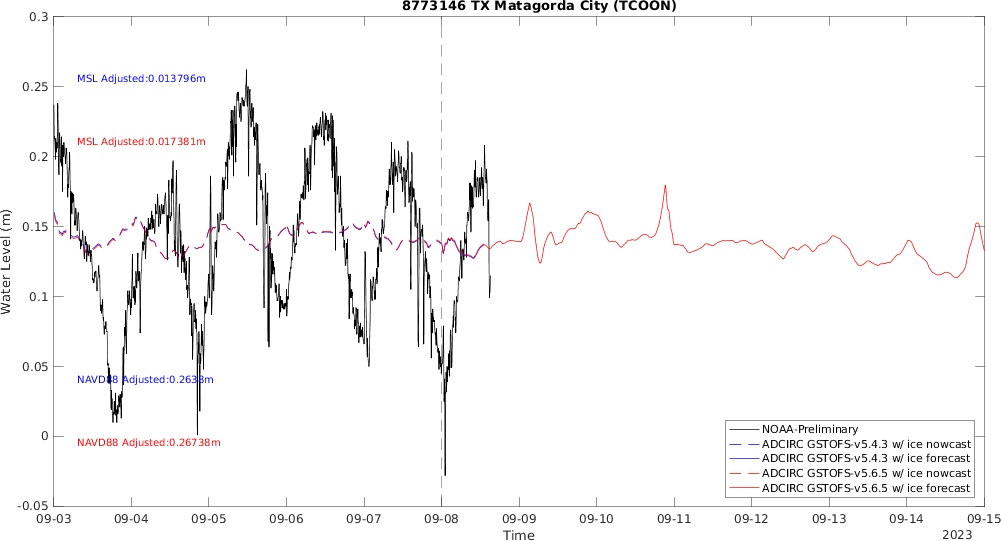 8773146 TX Matagorda City (TCOON)
0.3
0.25
0.2
0.15
0.1
0.05
0
-0.05
Water Level (m)
MSL Adjusted:0.013796m
MSL Adjusted:0.017381m
NAVD88 Adjusted:0.2638m
NAVD88 Adjusted:0.26738m
NOAA-Preliminary
ADCIRC GSTOFS-v5.4.3 w/ ice nowcast
ADCIRC GSTOFS-v5.4.3 w/ ice forecast
ADCIRC GSTOFS-v5.6.5 w/ ice nowcast
ADCIRC GSTOFS-v5.6.5 w/ ice forecast
09-03 09-04 09-05 09-06 09-07 09-08 09-09 09-10 09-11 09-12 09-13 09-14 09-15
Time
2023